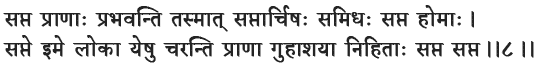 सप्त प्राणाः प्रभवन्ति तस्मात् सप्तार्चिषः समिधः सप्त होमाः।
सप्ते इमे लोका येषु चरन्ति प्राणा गुहाशया निहिताः सप्त सप्त।।८।।